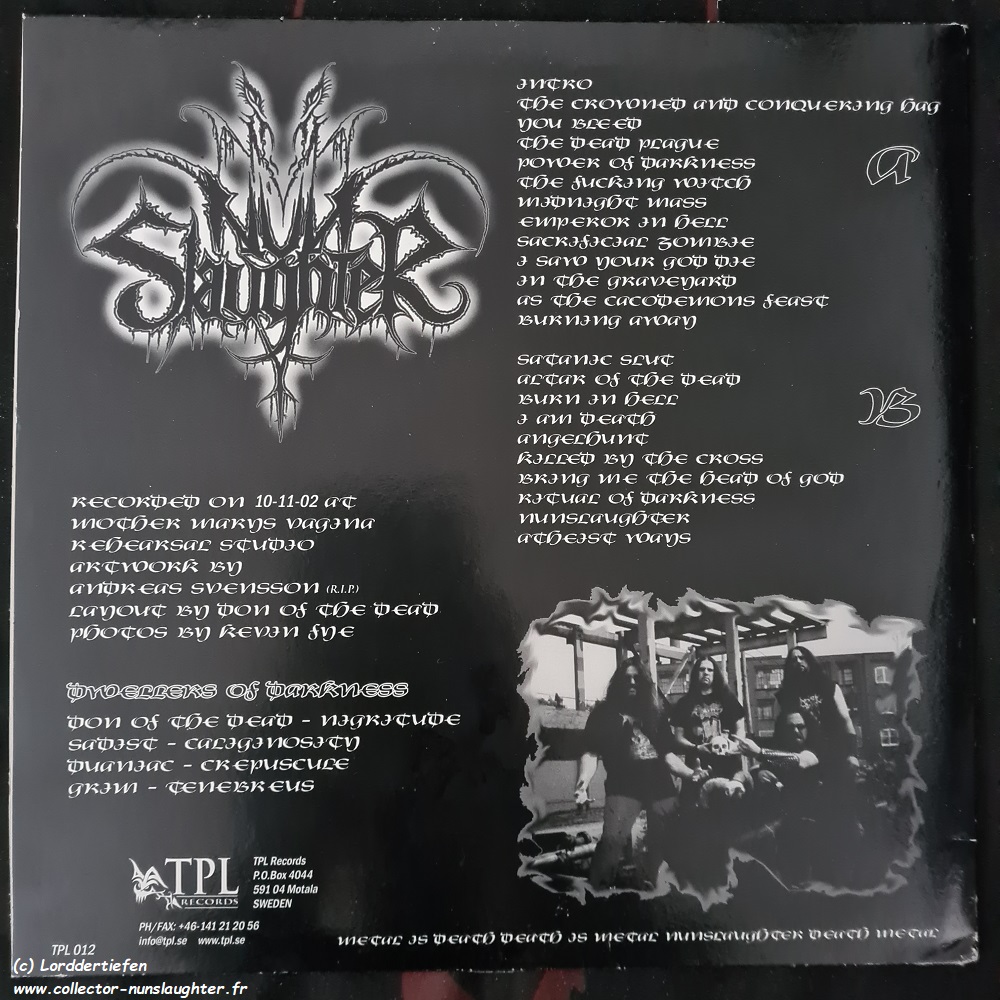 NUN
SlaughteR
INTRO
THE CROWNED AND CONQUERING HAG
YOU BLEED
THE DEAD PLAGUE
POWER OF DARKNESS
THE FUCKING WITCH
MIDNIGHT MASS
EMPEROR IN HELL
SACRIFICIAL ZOMBIE
I SAW YOUR GOD DIE
IN THE GRAVEYARD
AS THE CACODEMONS FEAST
BURNING AWAY
A
SATANIC SLUT
ALTAR OF THE DEAD
BURN IN HELL
I AM DEATH
ANGELHUNT
KILLED BY THE CROSS
BRING ME THE HEAD OF GOD
RITUAL OF DARKNESS
NUNSLAUGHTER
ATHEIST WAYS
B
RECORDED ON 10-11-02 AT
MOTHER MARYS VAGINA
REHEARSAL STUDIO
ARTWORK BY
ANDREAS SVENSSON (R.I.P.)
LAYOUT BY DON OF THE DEAD
PHOTOS BY KEVIN FYE
DWELLERS OF DARKNESS
DON OF THE DEAD - NIGRITUDE
SADIST - CALIGINOSITY
DUANIAC - CREPUSCULE
GRIM - TENEBREUS
TPL
RECORDS
TPL Records
P.O.Box 4044
591 04 Motala
SWEDEN
PH/FAX: +46-141 21 20 56
info@tpl.se www.tpl.se
TPL 012
METAL IS DEATH DEATH IS METAL NUNSLAUGHTER DEATH METAL
(c) Lorddertiefen
www.collector-nunslaughter.fr